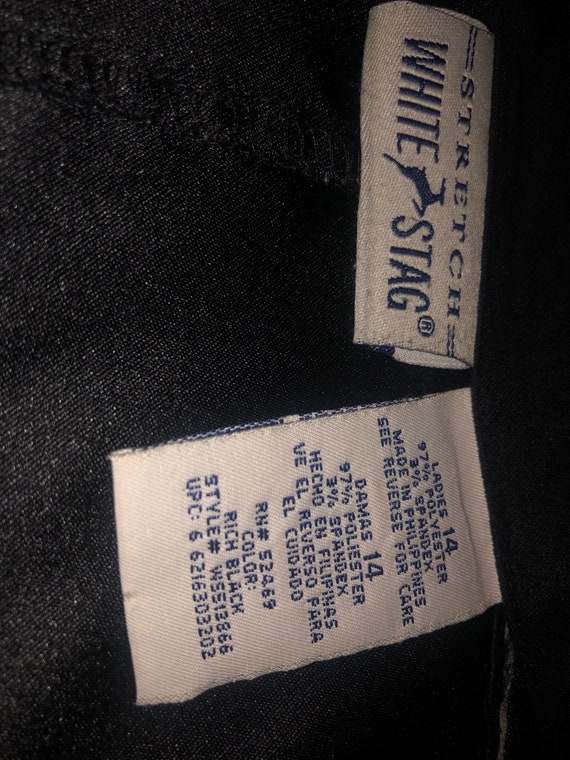 STRETCH
WHITE STAG®
LADIES 14
97% POLYESTER
3% SPANDEX
MADE IN PHILIPPINES
SEE REVERSE FOR CARE
DAMAS 14
97% POLIESTER
3% SPANDEX
HECHO EN FILIPINAS
VE EL REVERSO PARA
EL CUIDADO
RN# 52469
COLOR:
RICH BLACK
STYLE# WS513866
UPC: 6 6216303202